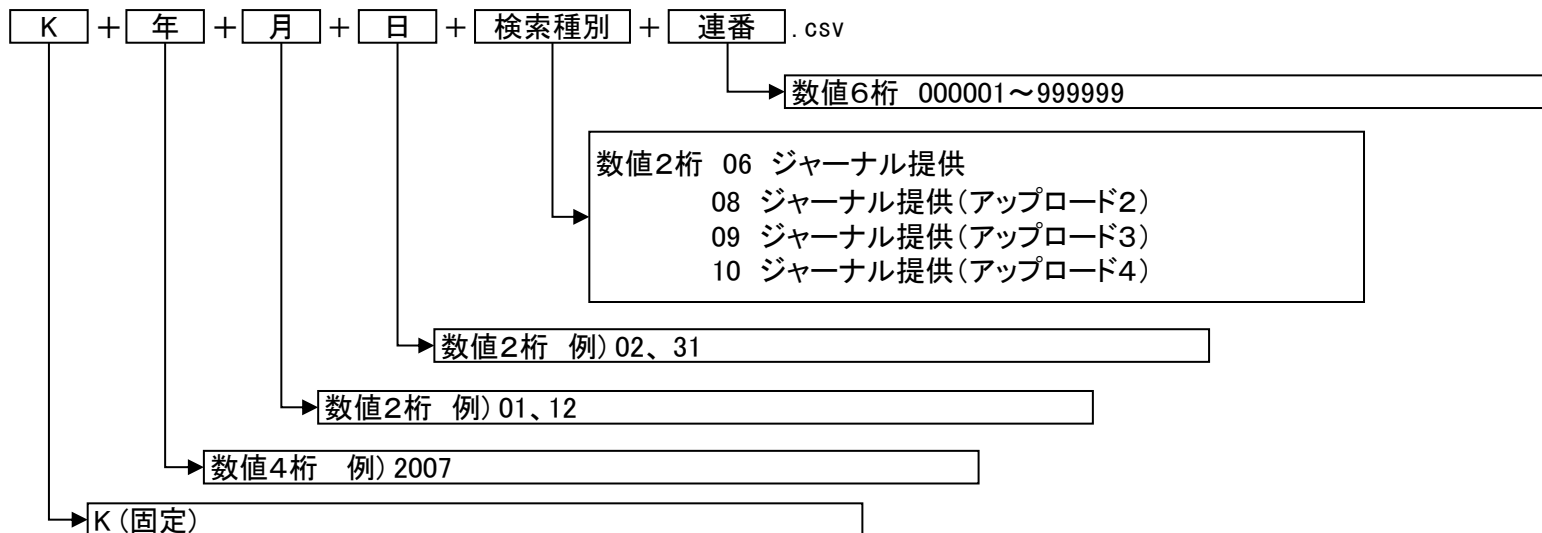 K ＋ 年 ＋ 月 ＋ 日 ＋ 検索種別 ＋ 連番 .csv
数値６桁 000001～999999
数値２桁 06 ジャーナル提供
08 ジャーナル提供（アップロード２）
09 ジャーナル提供（アップロード３）
10 ジャーナル提供（アップロード４）
数値２桁 例）02、31
数値２桁 例）01、12
数値４桁 例）2007
K（固定）